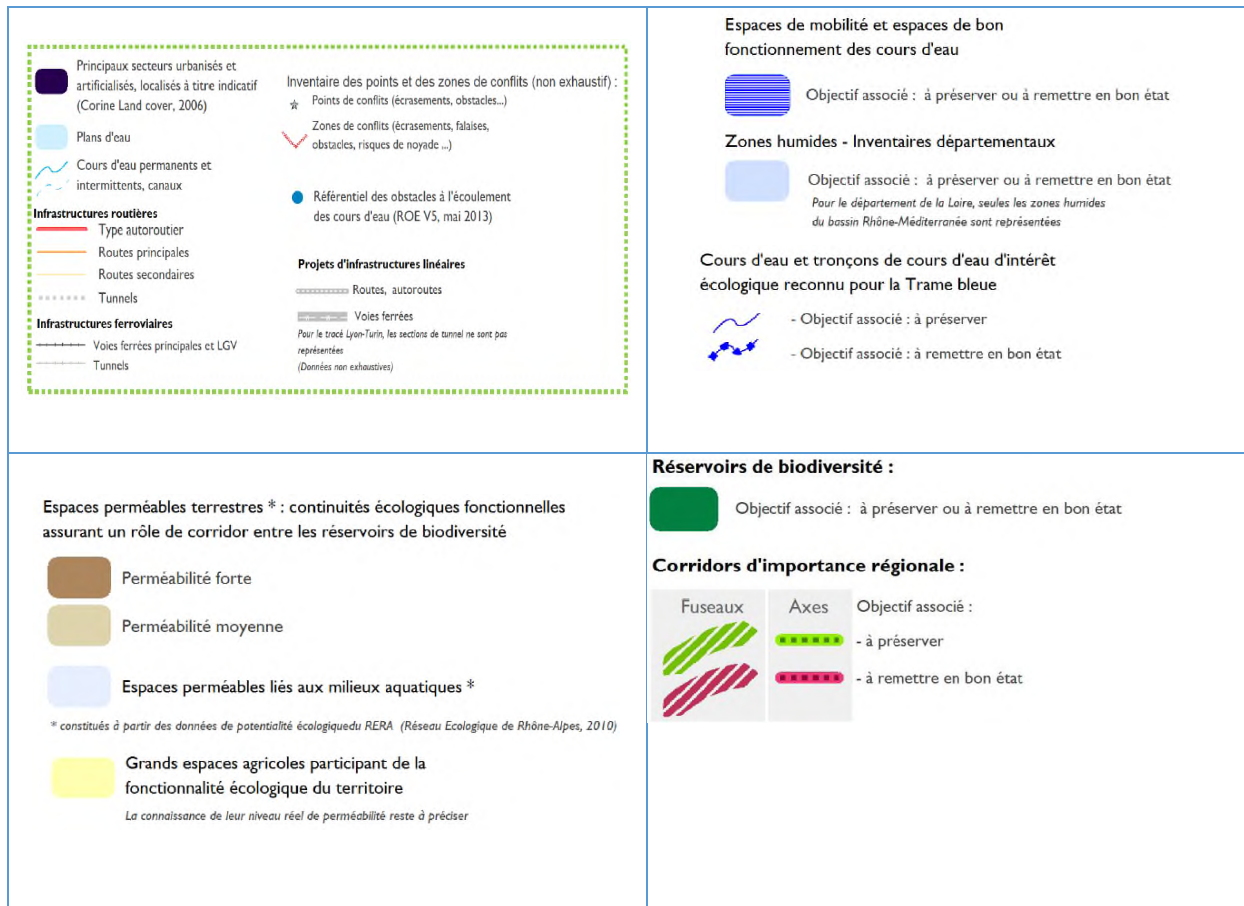 Principaux secteurs urbanisés et
artificialisés, localisés à titre indicatif
(Corine Land cover, 2006)
Plans d'eau
Cours d'eau permanents et
intermittents, canaux
Infrastructures routières
Type autoroutier
Routes principales
Routes secondaires
Tunnels
Infrastructures ferroviaires
Voies ferrées principales et LGV
Tunnels
Inventaire des points et des zones de conflits (non exhaustif) :
Points de conflits (écrasements, obstacles...)
Zones de conflits (écrasements, falaises,
obstacles, risques de noyade ...)
Référentiel des obstacles à l'écoulement
des cours d'eau (ROE V5, mai 2013)
Projets d'infrastructures linéaires
Routes, autoroutes
Voies ferrées
Pour le tracé Lyon-Turin, les sections de tunnel ne sont pas
représentées
(Données non exhaustives)
Espaces de mobilité et espaces de bon
fonctionnement des cours d'eau
Objectif associé : à préserver ou à remettre en bon état
Zones humides - Inventaires départementaux
Objectif associé : à préserver ou à remettre en bon état
Pour le département de la Loire, seules les zones humides
du bassin Rhône-Méditerranée sont représentées
Cours d'eau et tronçons de cours d'eau d'intérêt
écologique reconnu pour la Trame bleue
- Objectif associé : à préserver
- Objectif associé : à remettre en bon état
Espaces perméables terrestres * : continuités écologiques fonctionnelles
assurant un rôle de corridor entre les réservoirs de biodiversité
Perméabilité forte
Perméabilité moyenne
Espaces perméables liés aux milieux aquatiques *
* constitués à partir des données de potentialité écologiquedu RERA (Réseau Ecologique de Rhône-Alpes, 2010)
Grands espaces agricoles participant de la
fonctionnalité écologique du territoire
La connaissance de leur niveau réel de perméabilité reste à préciser
Réservoirs de biodiversité :
Objectif associé : à préserver ou à remettre en bon état
Corridors d'importance régionale :
Fuseaux Axes Objectif associé :
- à préserver
- à remettre en bon état